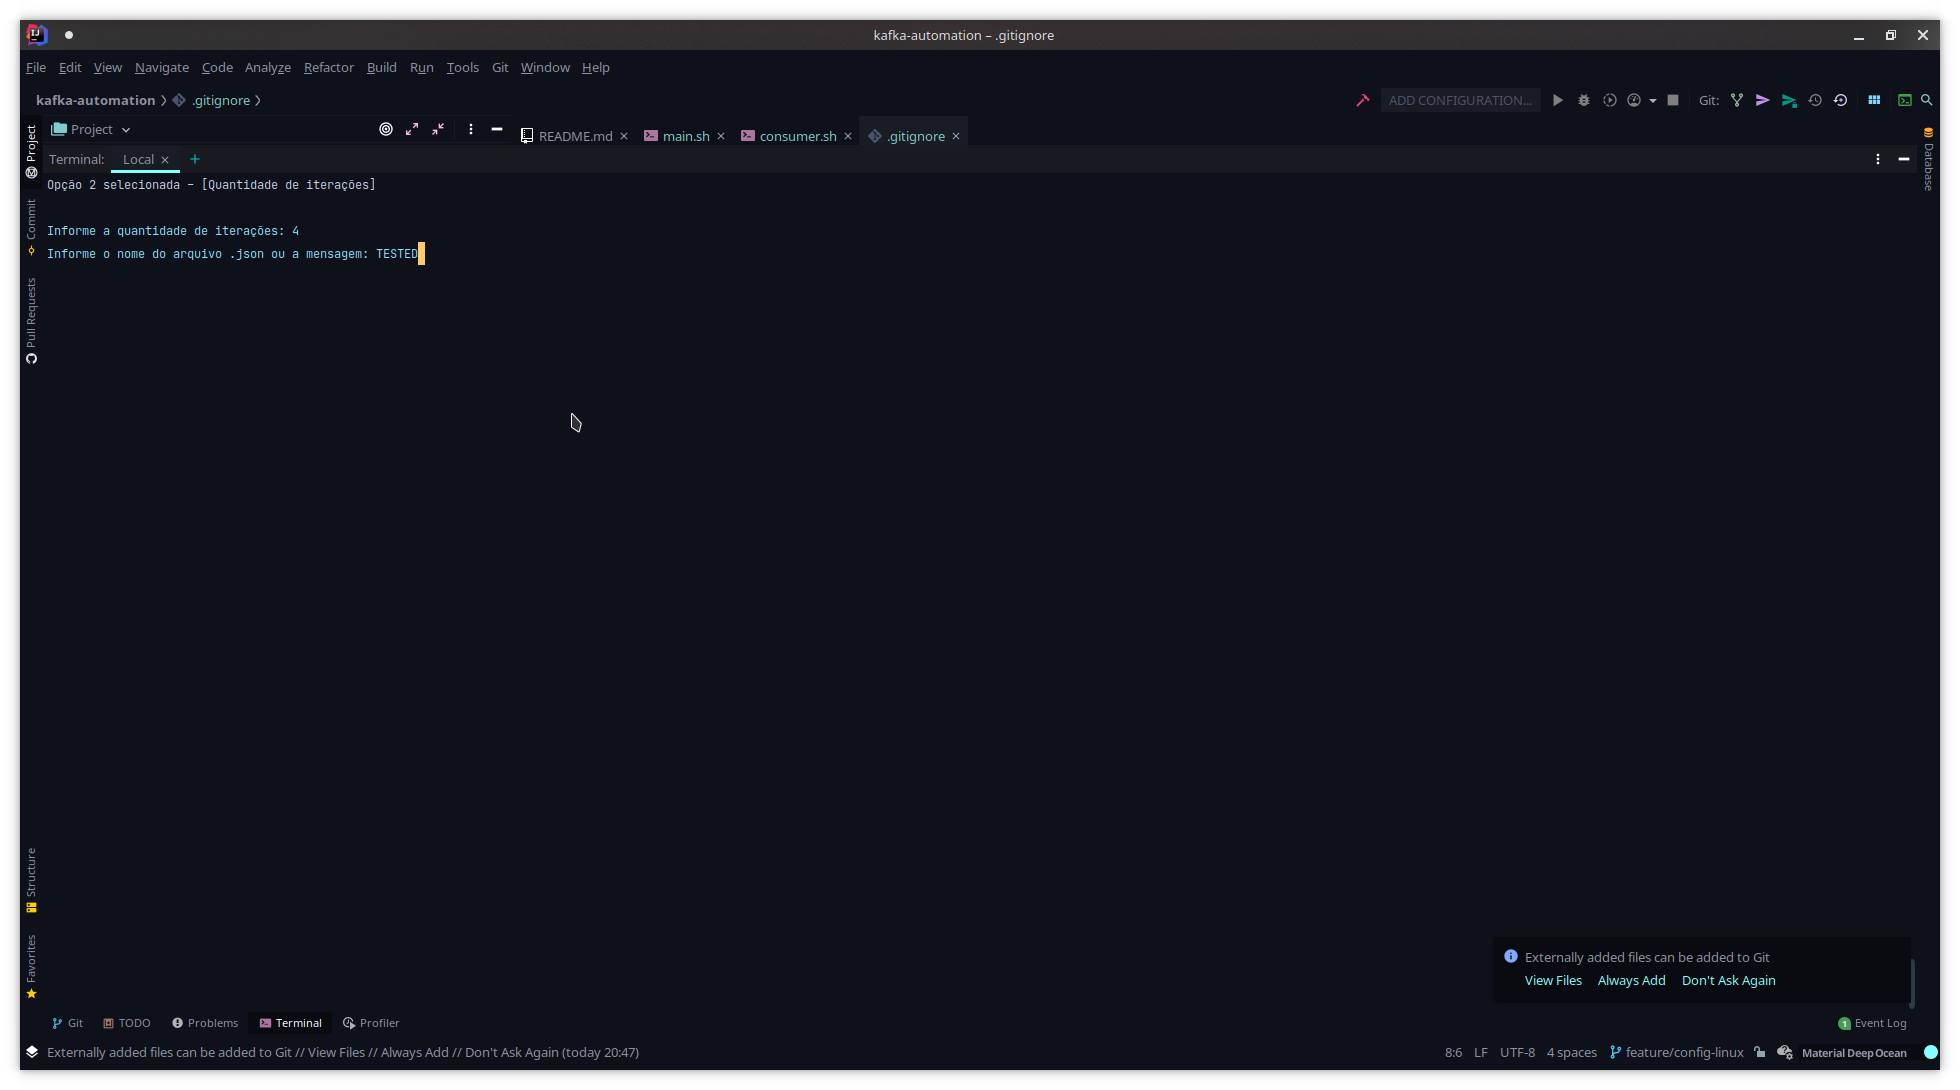 kafka-automation – .gitignore
File Edit View Navigate Code Analyze Refactor Build Run Tools Git Window Help
kafka-automation .gitignore ADD CONFIGURATION... Git:
Project README.md main.sh consumer.sh .gitignore
Terminal: Local
Opção 2 selecionada - [Quantidade de iterações]
Informe a quantidade de iterações: 4
Informe o nome do arquivo .json ou a mensagem: TESTED
Project
Commit
Pull Requests
Structure
Favorites
Database
Externally added files can be added to Git
View Files Always Add Don't Ask Again
Git TODO Problems Terminal Profiler 1 Event Log
Externally added files can be added to Git // View Files // Always Add // Don't Ask Again (today 20:47) 8:6 LF UTF-8 4 spaces feature/config-linux Material Deep Ocean